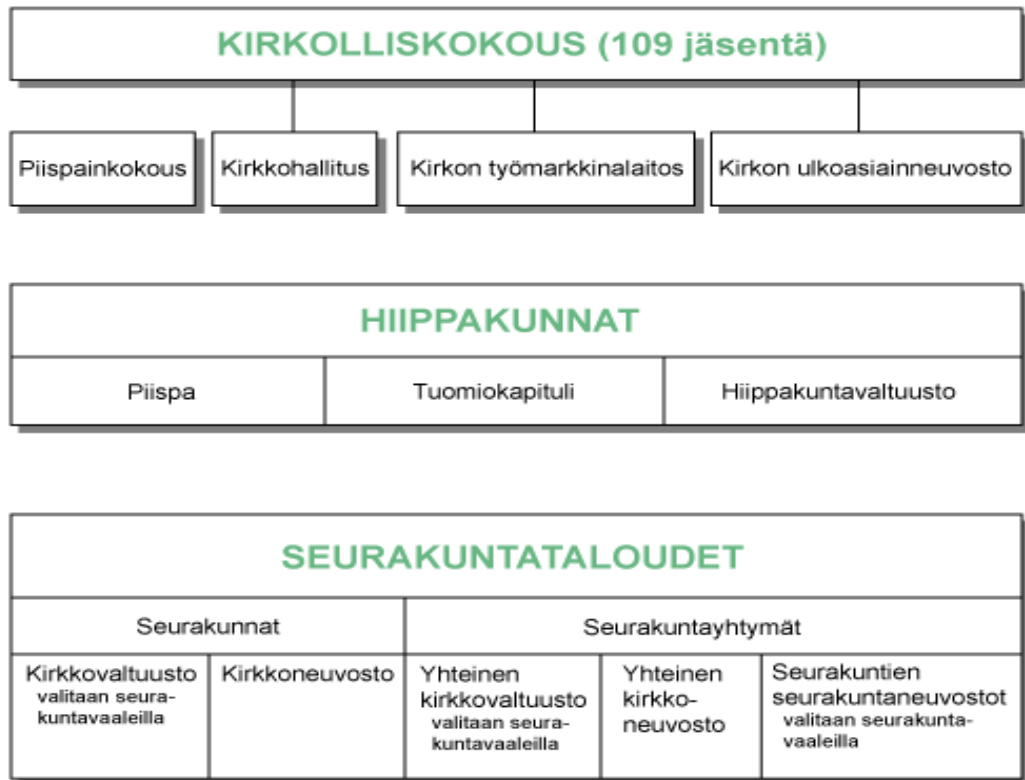 KIRKOLLISKOKOUS (109 jäsentä)
Piispainkokous
Kirkkohallitus
Kirkon työmarkkinalaitos
Kirkon ulkoasiainneuvosto
HIIPPAKUNNAT
Piispa
Tuomiokapituli
Hiippakuntavaltuusto
SEURAKUNTATALOUDET
Seurakunnat
Seurakuntayhtymät
Kirkkovaltuusto
valitaan seura-
kuntavaaleilla
Kirkkoneuvosto
Yhteinen
kirkkovaltuusto
valitaan seura-
kuntavaaleilla
Yhteinen
kirkko-
neuvosto
Seurakuntien
seurakuntaneuvostot
valitaan seurakunta-
vaaleilla